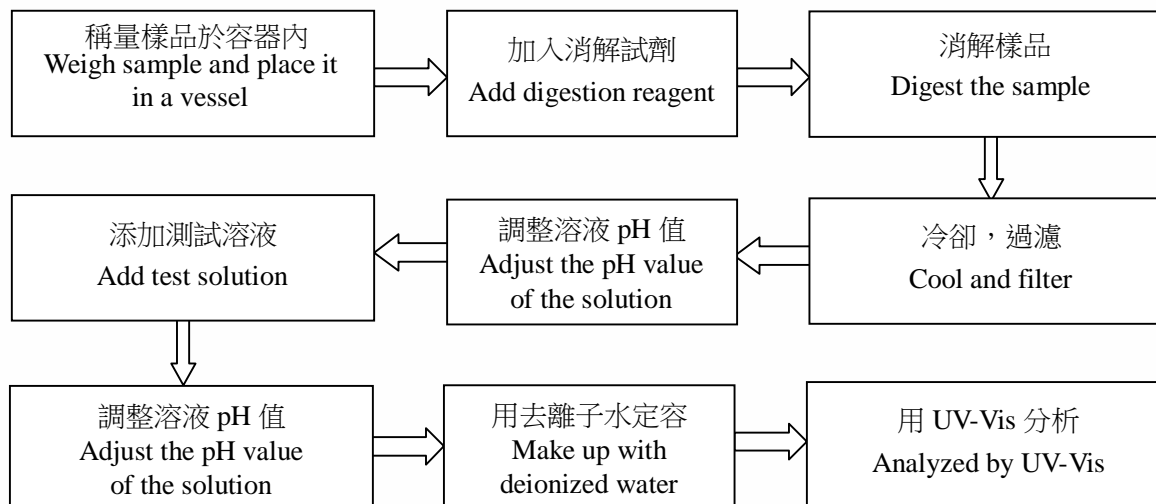 稱量樣品於容器內
Weigh sample and place it
in a vessel
加入消解試劑
Add digestion reagent
消解樣品
Digest the sample
冷卻，過濾
Cool and filter
調整溶液 pH 值
Adjust the pH value
of the solution
添加測試溶液
Add test solution
調整溶液 pH 值
Adjust the pH value
of the solution
用去離子水定容
Make up with
deionized water
用 UV-Vis 分析
Analyzed by UV-Vis